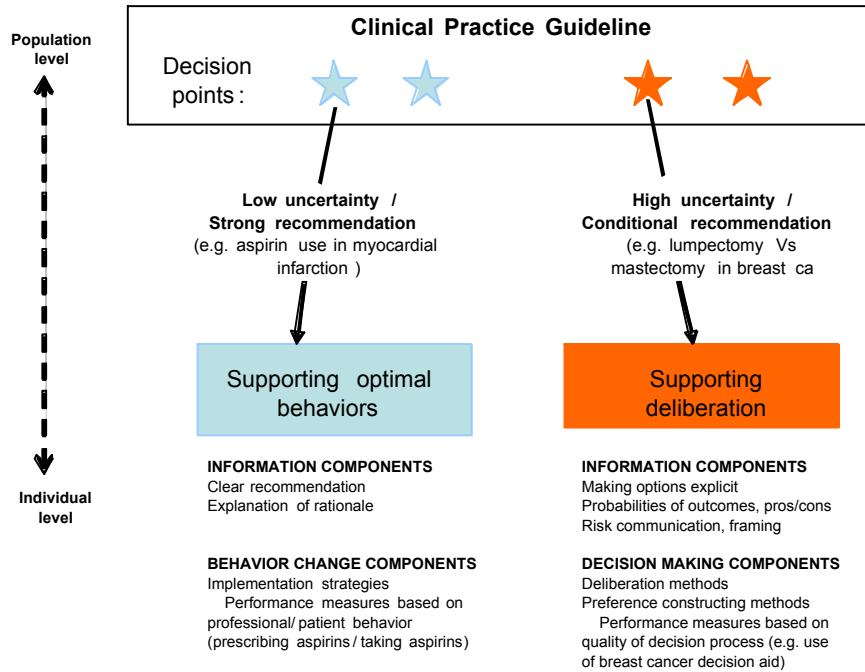 Clinical Practice Guideline
Population
level
Decision
points :
Low uncertainty /
Strong recommendation
(e.g. aspirin use in myocardial
infarction )
High uncertainty /
Conditional recommendation
(e.g. lumpectomy Vs
mastectomy in breast ca
Supporting optimal
behaviors
Supporting
deliberation
Individual
level
INFORMATION COMPONENTS
Clear recommendation
Explanation of rationale
BEHAVIOR CHANGE COMPONENTS
Implementation strategies
Performance measures based on
professional/ patient behavior
(prescribing aspirins / taking aspirins)
INFORMATION COMPONENTS
Making options explicit
Probabilities of outcomes, pros/cons
Risk communication, framing
DECISION MAKING COMPONENTS
Deliberation methods
Preference constructing methods
Performance measures based on
quality of decision process (e.g. use
of breast cancer decision aid)